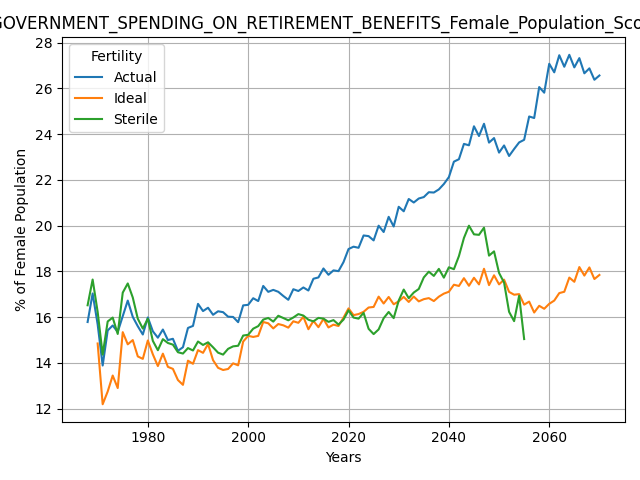 GOVERNMENT_SPENDING_ON_RETIREMENT_BENEFITS_Female_Population_Sco
Fertility
Actual
Ideal
Sterile
% of Female Population
28
26
24
22
20
18
16
14
12
1980
2000
2020
2040
2060
Years